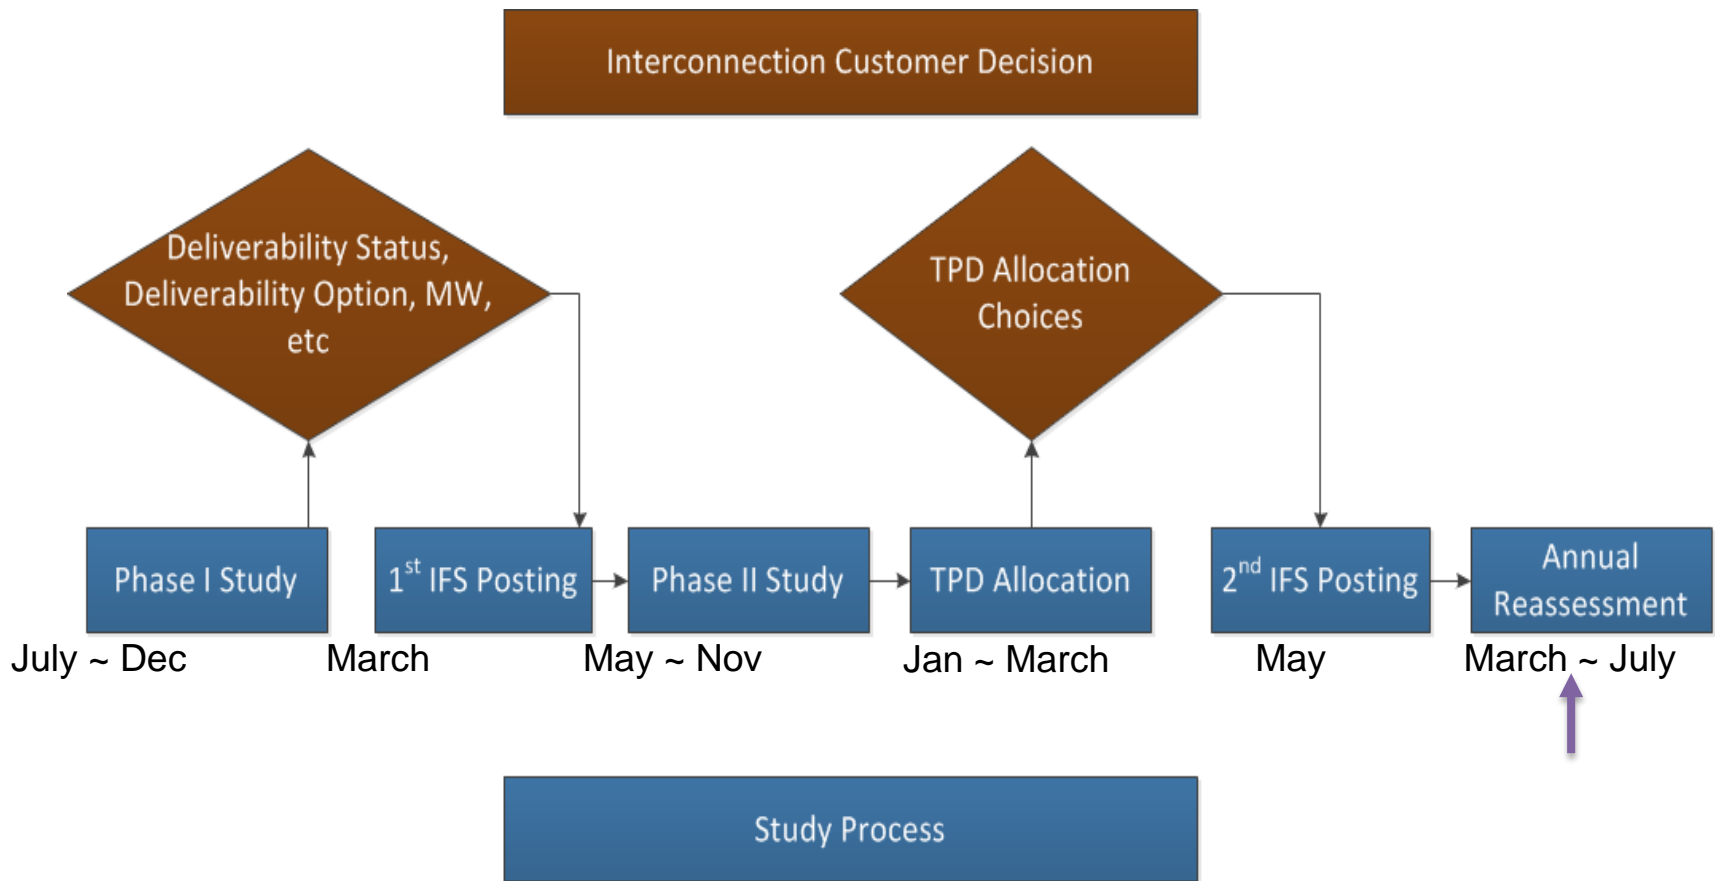 Interconnection Customer Decision
Deliverability Status,
Deliverability Option, MW,
etc
TPD Allocation
Choices
Phase I Study
1st IFS Posting
Phase II Study
TPD Allocation
2nd IFS Posting
Annual
Reassessment
July ~ Dec
March
May ~ Nov
Jan ~ March
May
March ~ July
Study Process